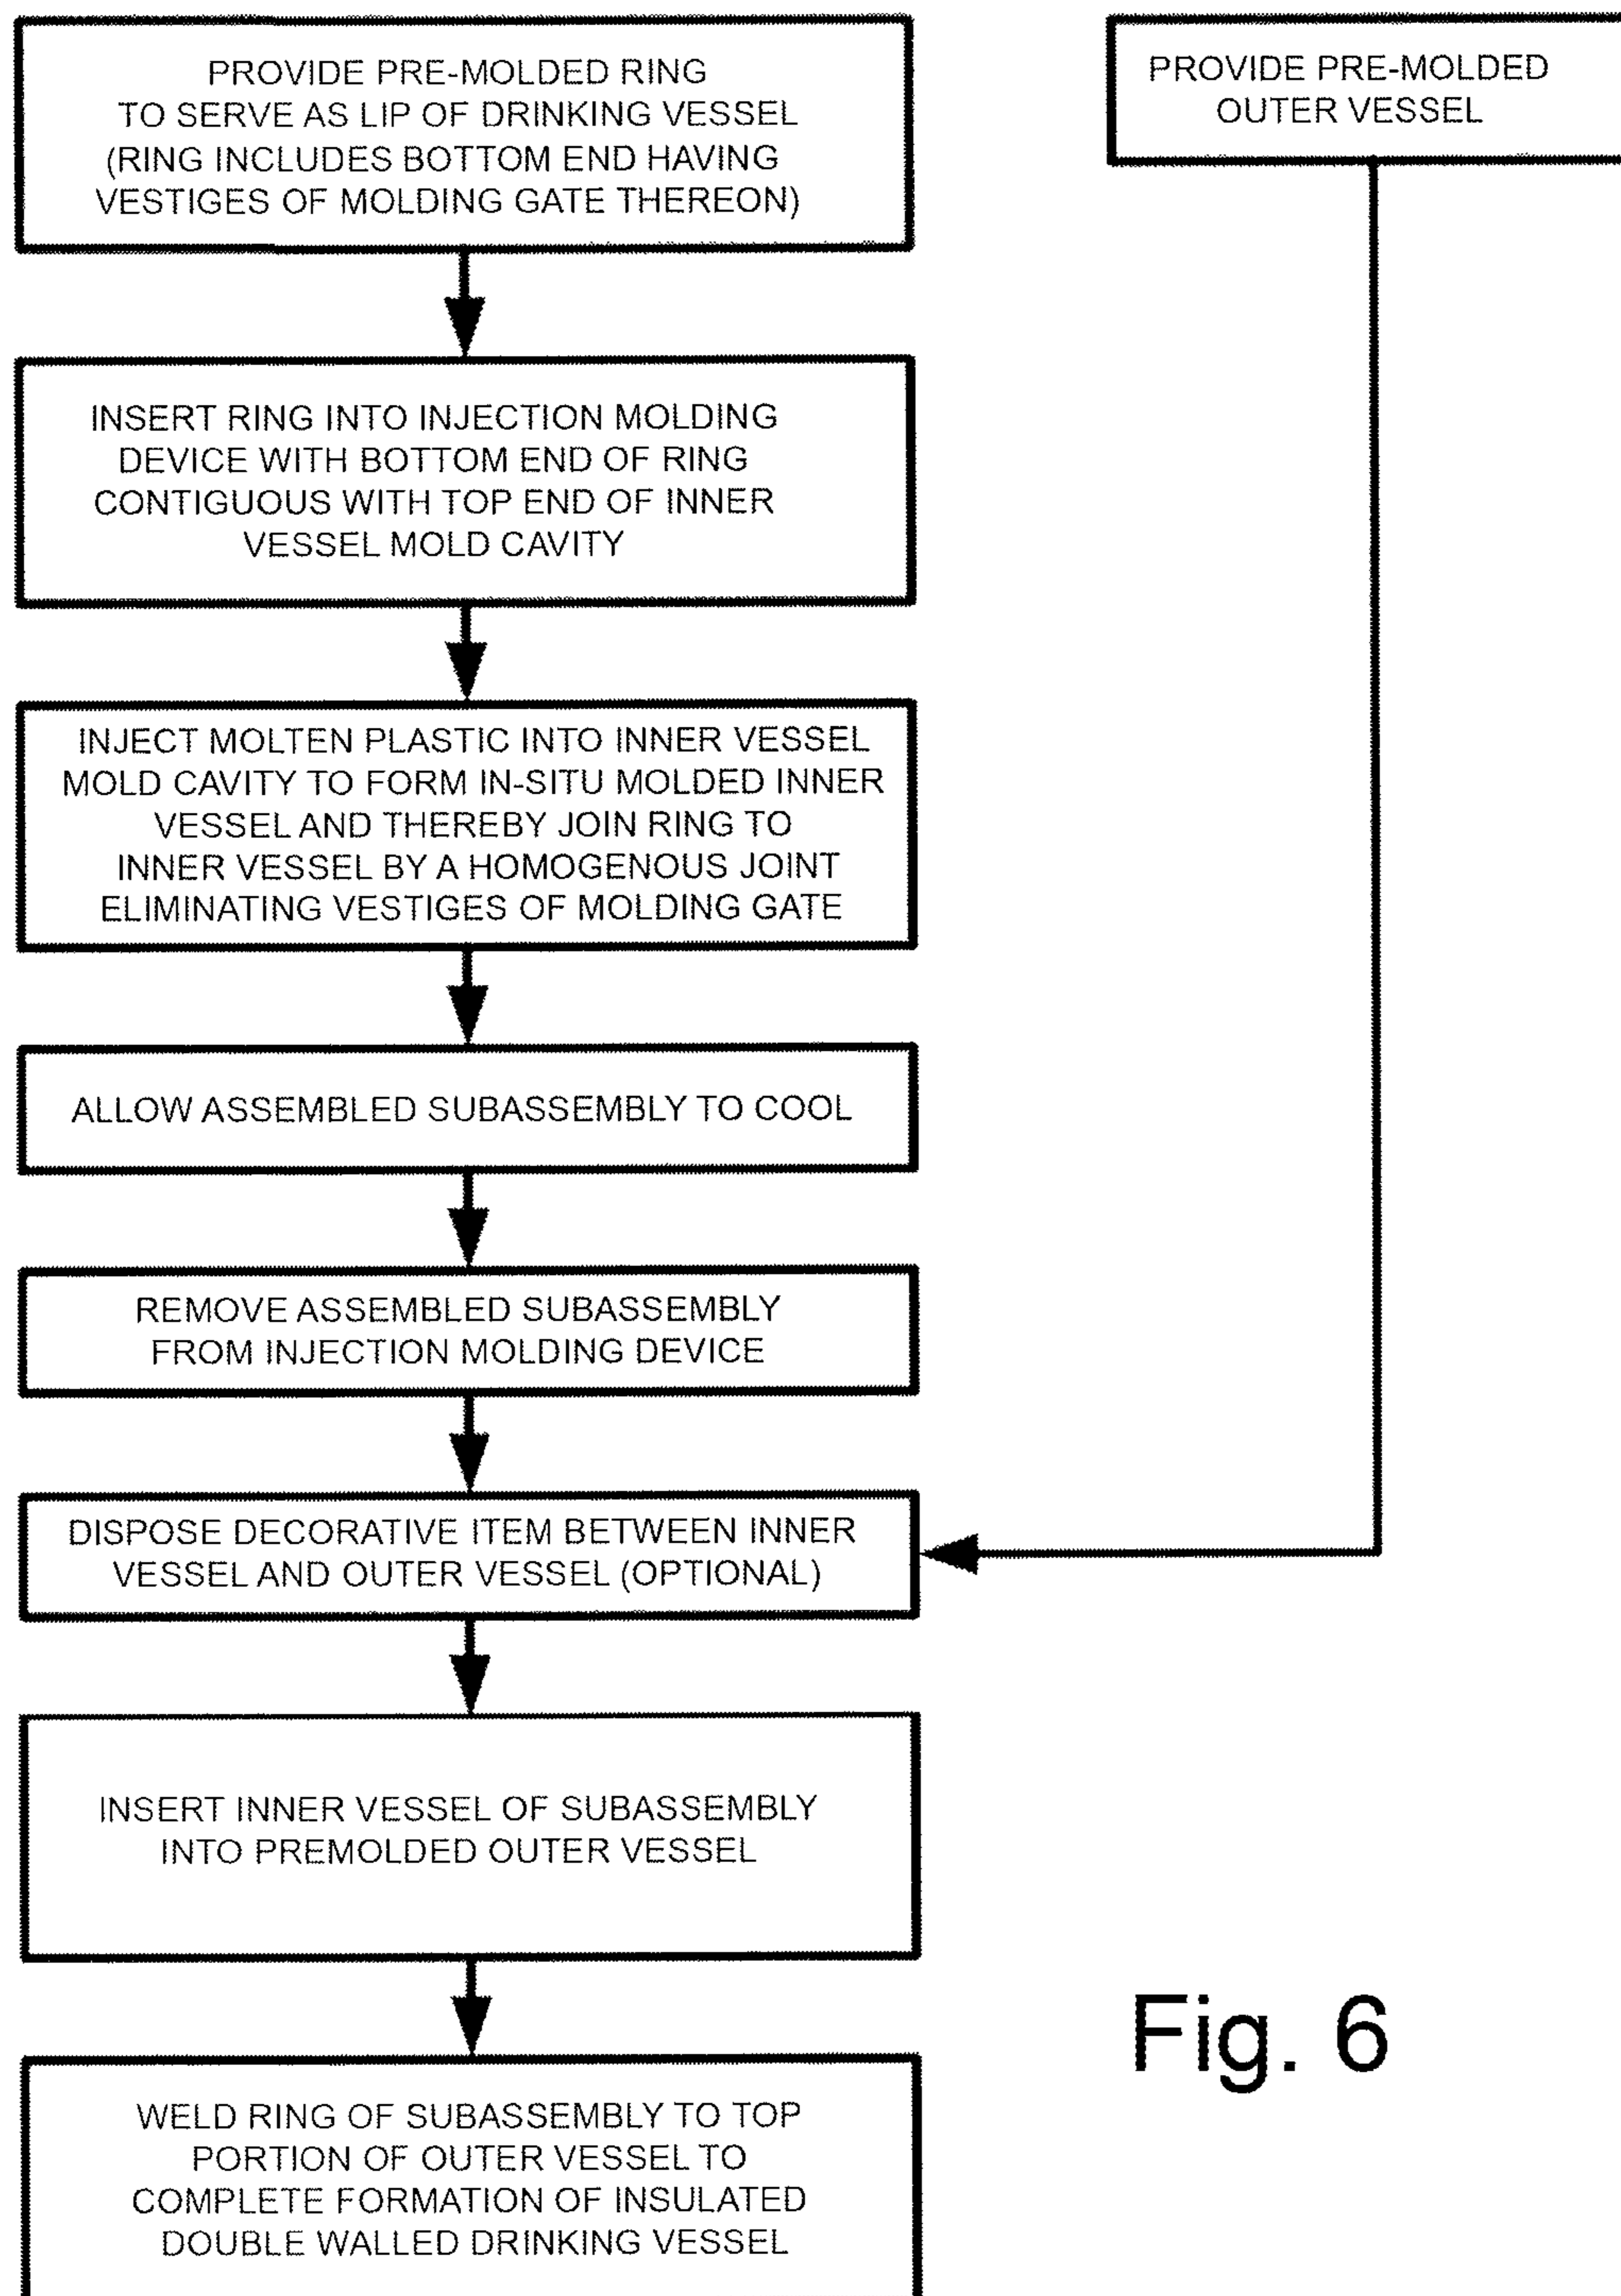 PROVIDE PRE-MOLDED RING
TO SERVE AS LIP OF DRINKING VESSEL
(RING INCLUDES BOTTOM END HAVING
VESTIGES OF MOLDING GATE THEREON)
PROVIDE PRE-MOLDED
OUTER VESSEL
INSERT RING INTO INJECTION MOLDING
DEVICE WITH BOTTOM END OF RING
CONTIGUOUS WITH TOP END OF INNER
VESSEL MOLD CAVITY
INJECT MOLTEN PLASTIC INTO INNER VESSEL
MOLD CAVITY TO FORM IN-SITU MOLDED INNER
VESSEL AND THEREBY JOIN RING TO
INNER VESSEL BY A HOMOGENOUS JOINT
ELIMINATING VESTIGES OF MOLDING GATE
ALLOW ASSEMBLED SUBASSEMBLY TO COOL
REMOVE ASSEMBLED SUBASSEMBLY
FROM INJECTION MOLDING DEVICE
DISPOSE DECORATIVE ITEM BETWEEN INNER
VESSEL AND OUTER VESSEL (OPTIONAL)
INSERT INNER VESSEL OF SUBASSEMBLY
INTO PREMOLDED OUTER VESSEL
WELD RING OF SUBASSEMBLY TO TOP
PORTION OF OUTER VESSEL TO
COMPLETE FORMATION OF INSULATED
DOUBLE WALLED DRINKING VESSEL
Fig. 6